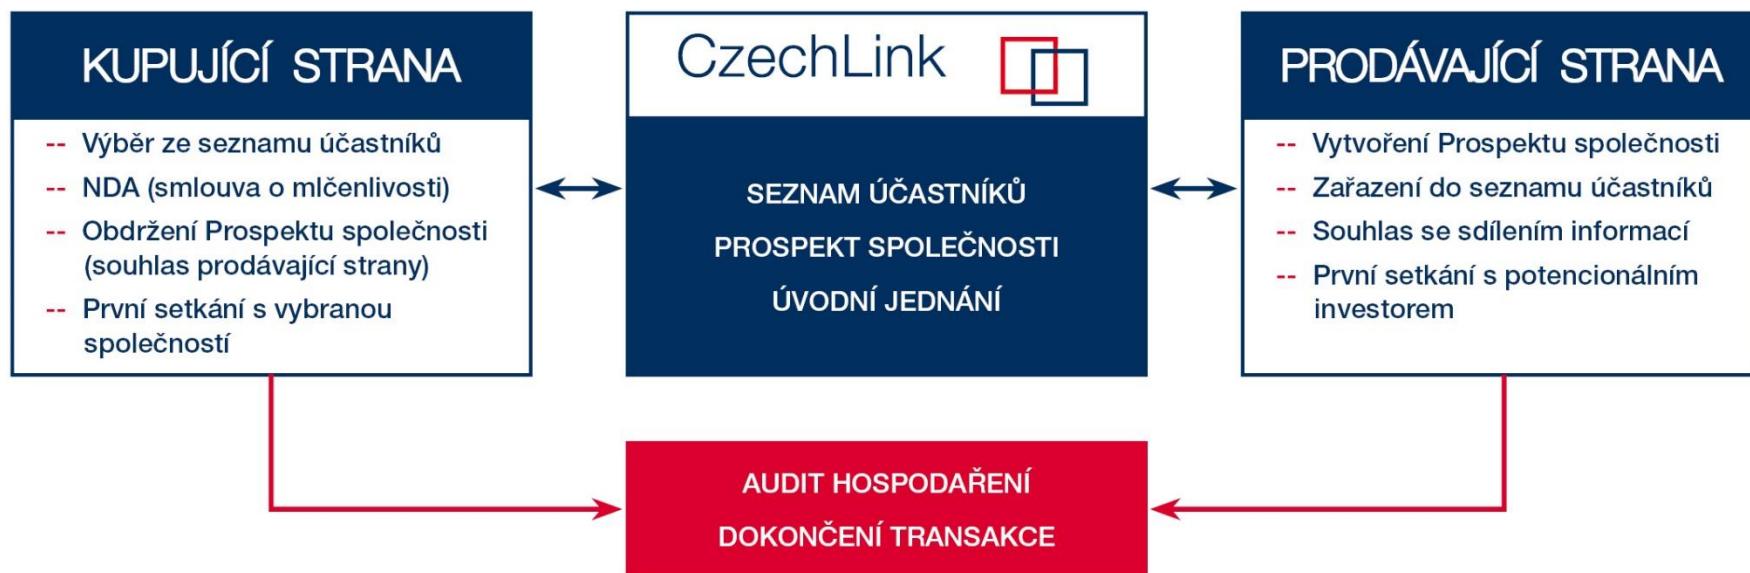 KUPUJÍCÍ STRANA
-- Výběr ze seznamu účastníků
-- NDA (smlouva o mlčenlivosti)
-- Obdržení Prospektu společnosti
(souhlas prodávající strany)
-- První setkání s vybranou
společností
CzechLink
SEZNAM ÚČASTNÍKŮ
PROSPEKT SPOLEČNOSTI
ÚVODNÍ JEDNÁNÍ
PRODÁVAJÍCÍ STRANA
-- Vytvoření Prospektu společnosti
-- Zařazení do seznamu účastníků
-- Souhlas se sdílením informací
-- První setkání s potencionálním
investorem
AUDIT HOSPODAŘENÍ
DOKONČENÍ TRANSAKCE